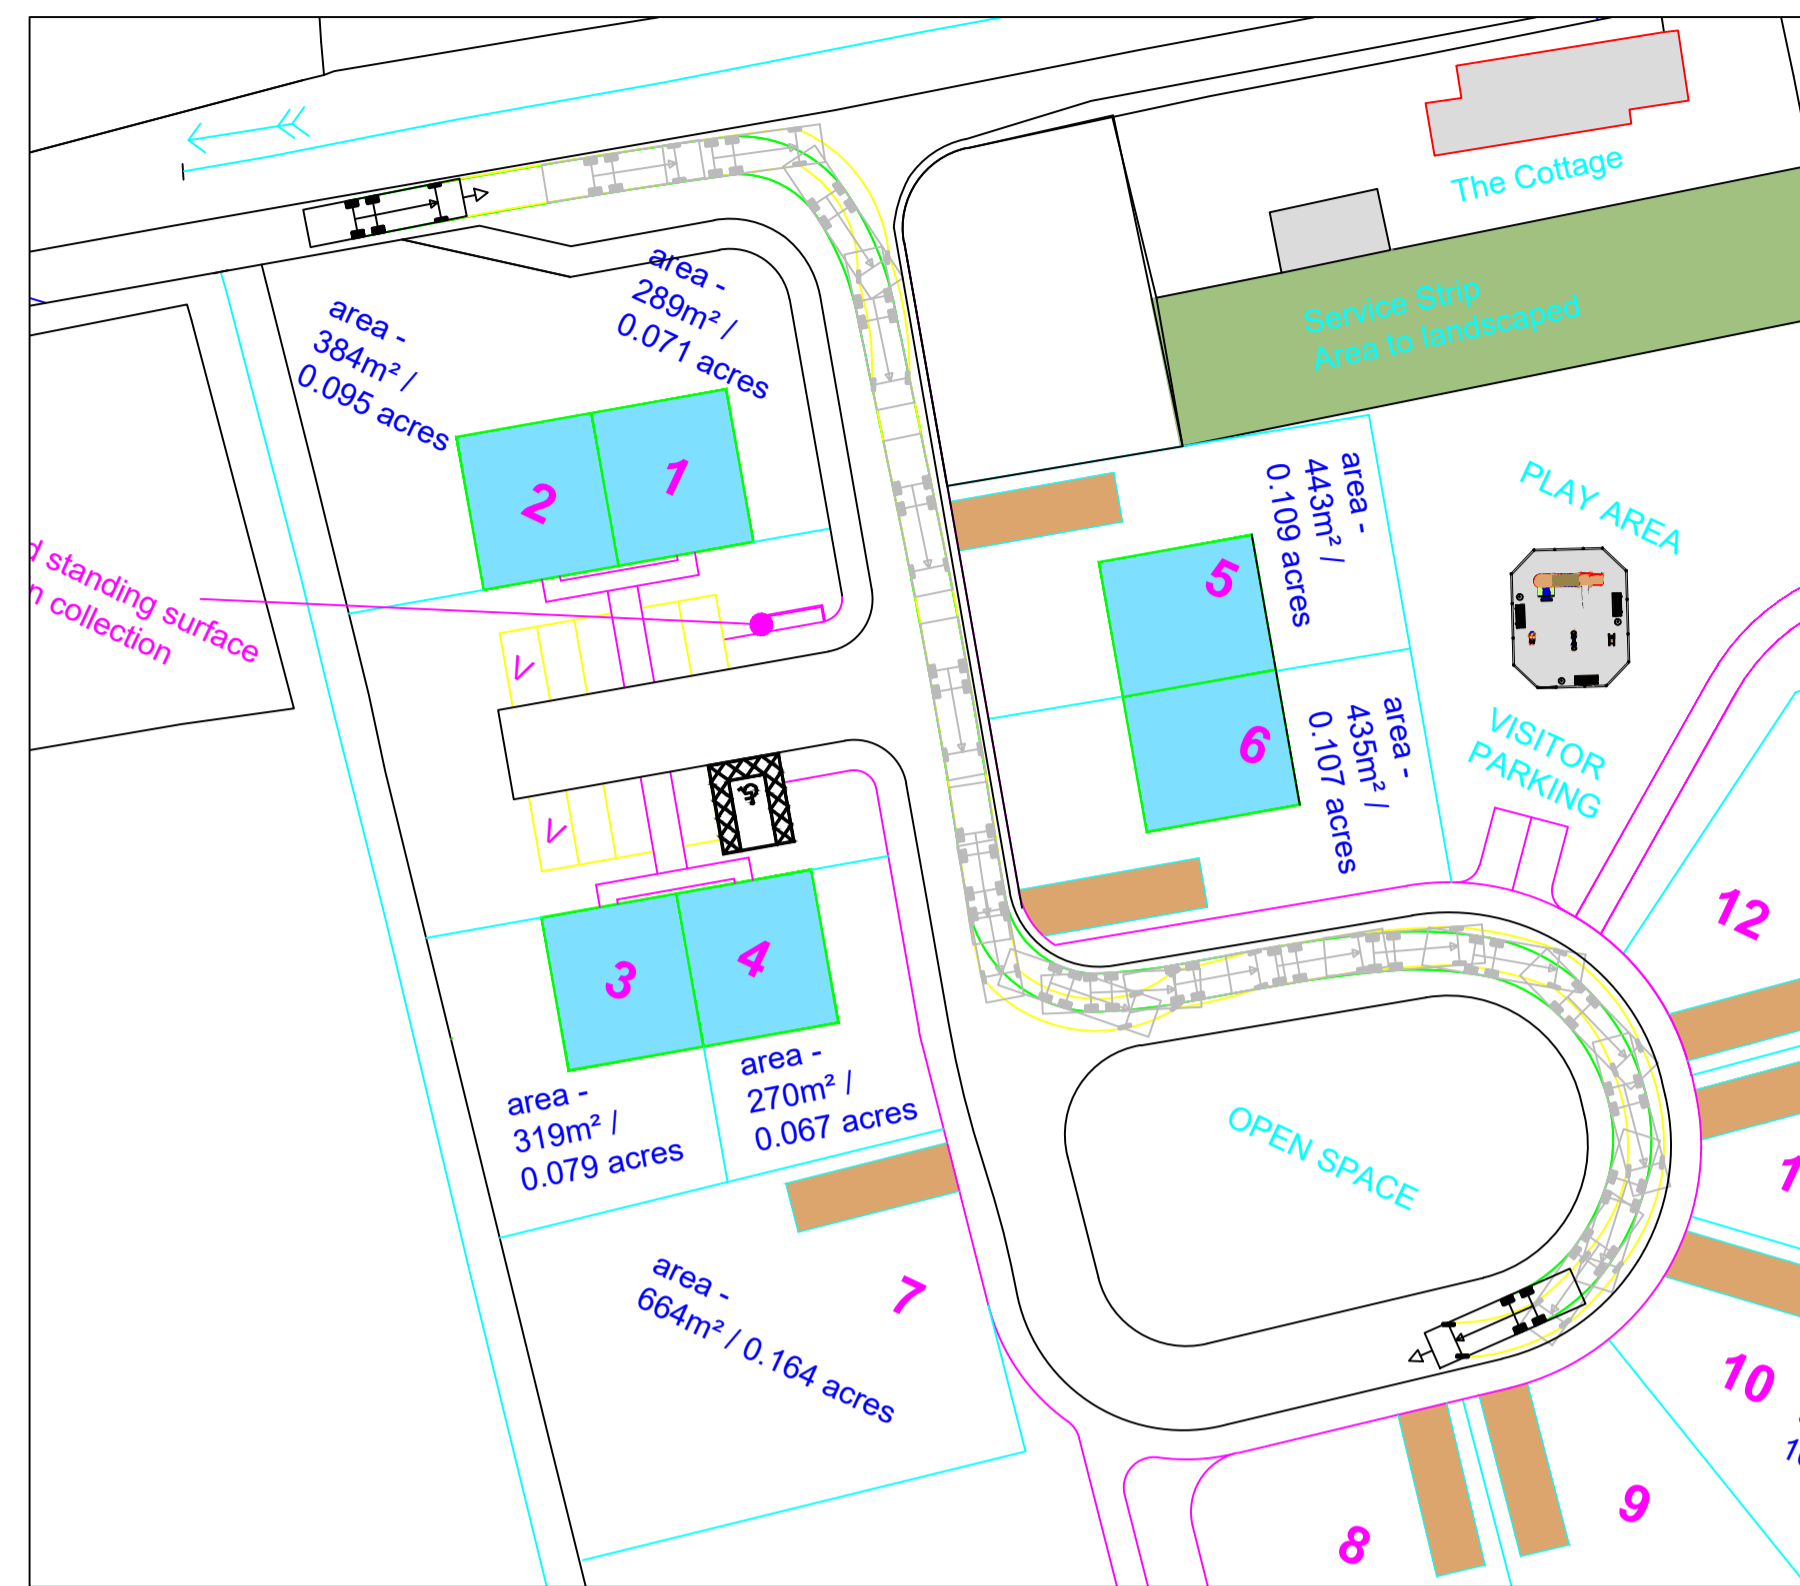 The Cottage
Service Strip
Area to landscaped
area -
289m² /
0.071 acres
area -
384m² /
0.095 acres
2
1
area -
443m² /
0.109 acres
PLAY AREA
d standing surface
n collection
5
6
V
V
area -
435m² /
0.107 acres
VISITOR
PARKING
12
3
4
area -
319m² /
0.079 acres
area -
270m² /
0.067 acres
OPEN SPACE
1
area -
664m² / 0.164 acres
7
10
8
9